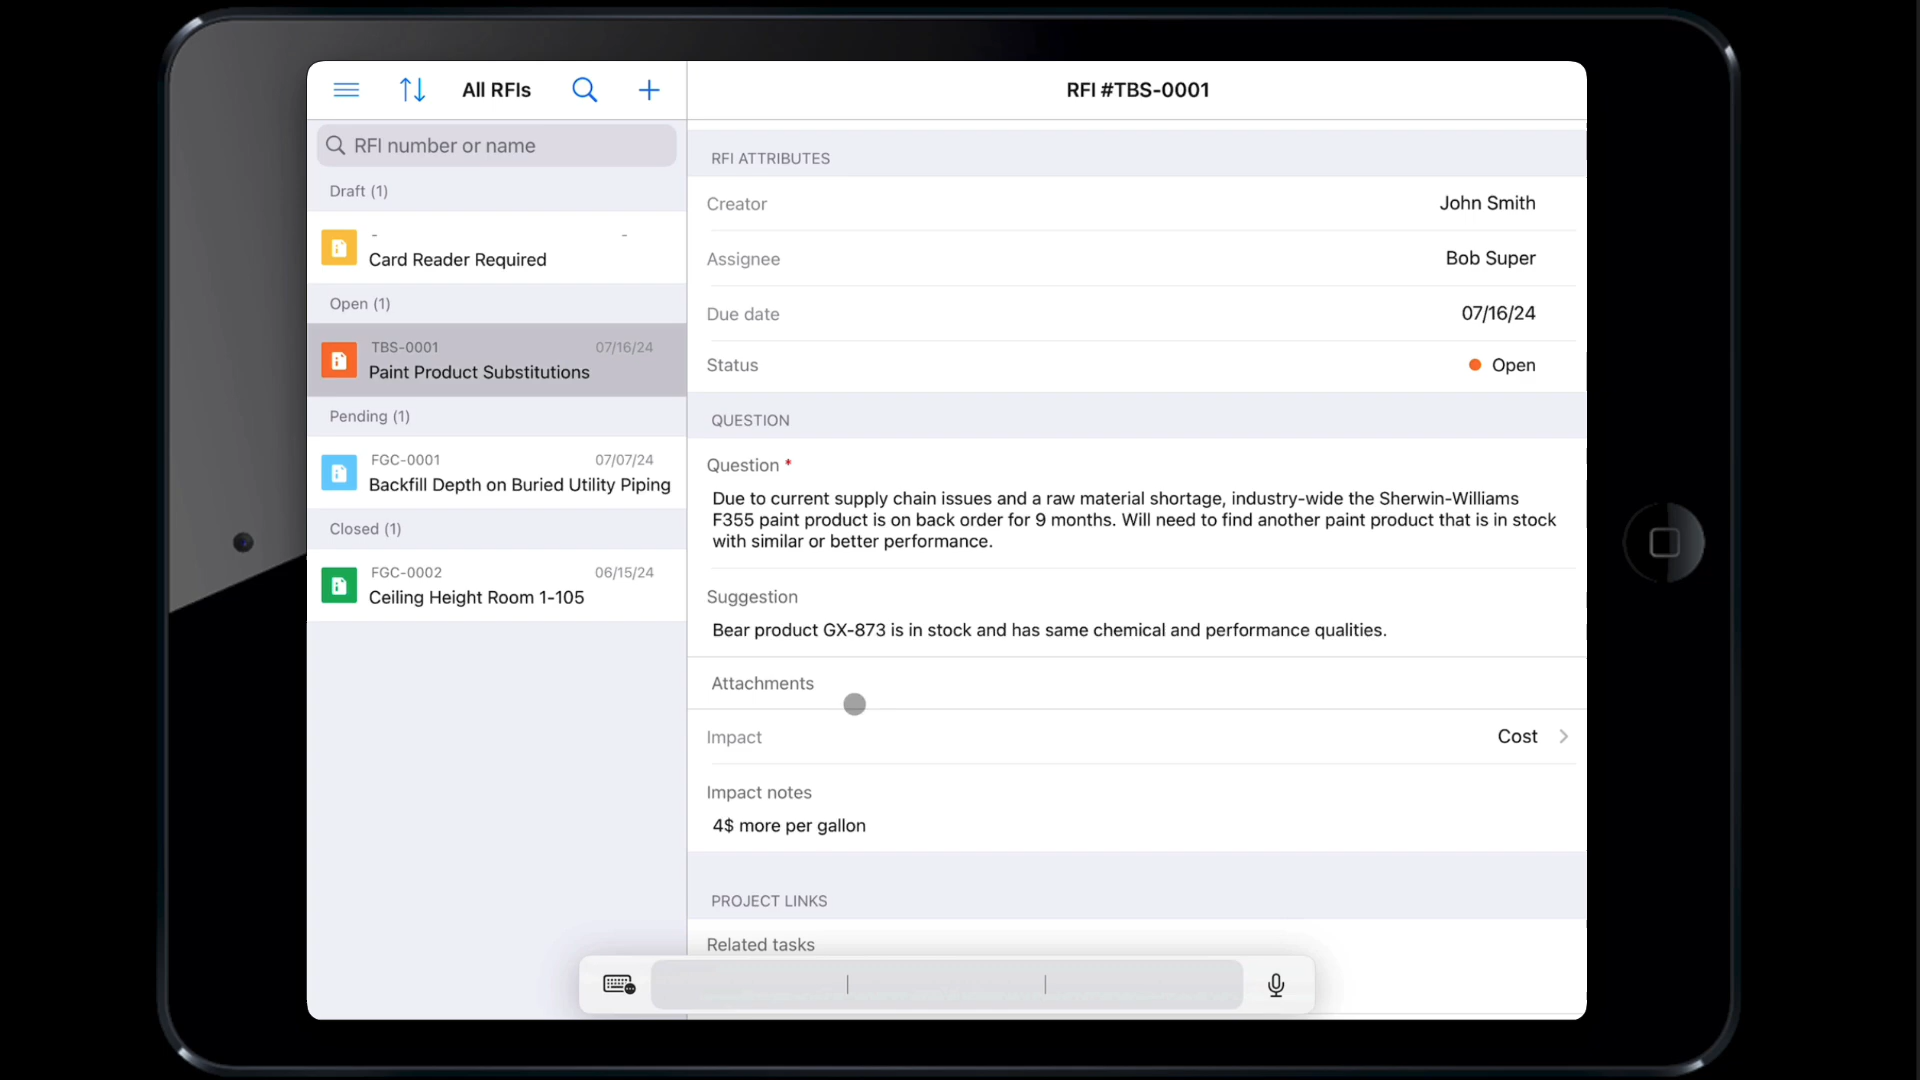 All RFIs
RFI number or name
Draft (1)
- -
Card Reader Required
Open (1)
TBS-0001 07/16/24
Paint Product Substitutions
Pending (1)
FGC-0001 07/07/24
Backfill Depth on Buried Utility Piping
Closed (1)
FGC-0002 06/15/24
Ceiling Height Room 1-105
RFI #TBS-0001
RFI ATTRIBUTES
Creator John Smith
Assignee Bob Super
Due date 07/16/24
Status Open
QUESTION
Question *
Due to current supply chain issues and a raw material shortage, industry-wide the Sherwin-Williams
F355 paint product is on back order for 9 months. Will need to find another paint product that is in stock
with similar or better performance.
Suggestion
Bear product GX-873 is in stock and has same chemical and performance qualities.
Attachments
Impact Cost
Impact notes
4$ more per gallon
PROJECT LINKS
Related tasks